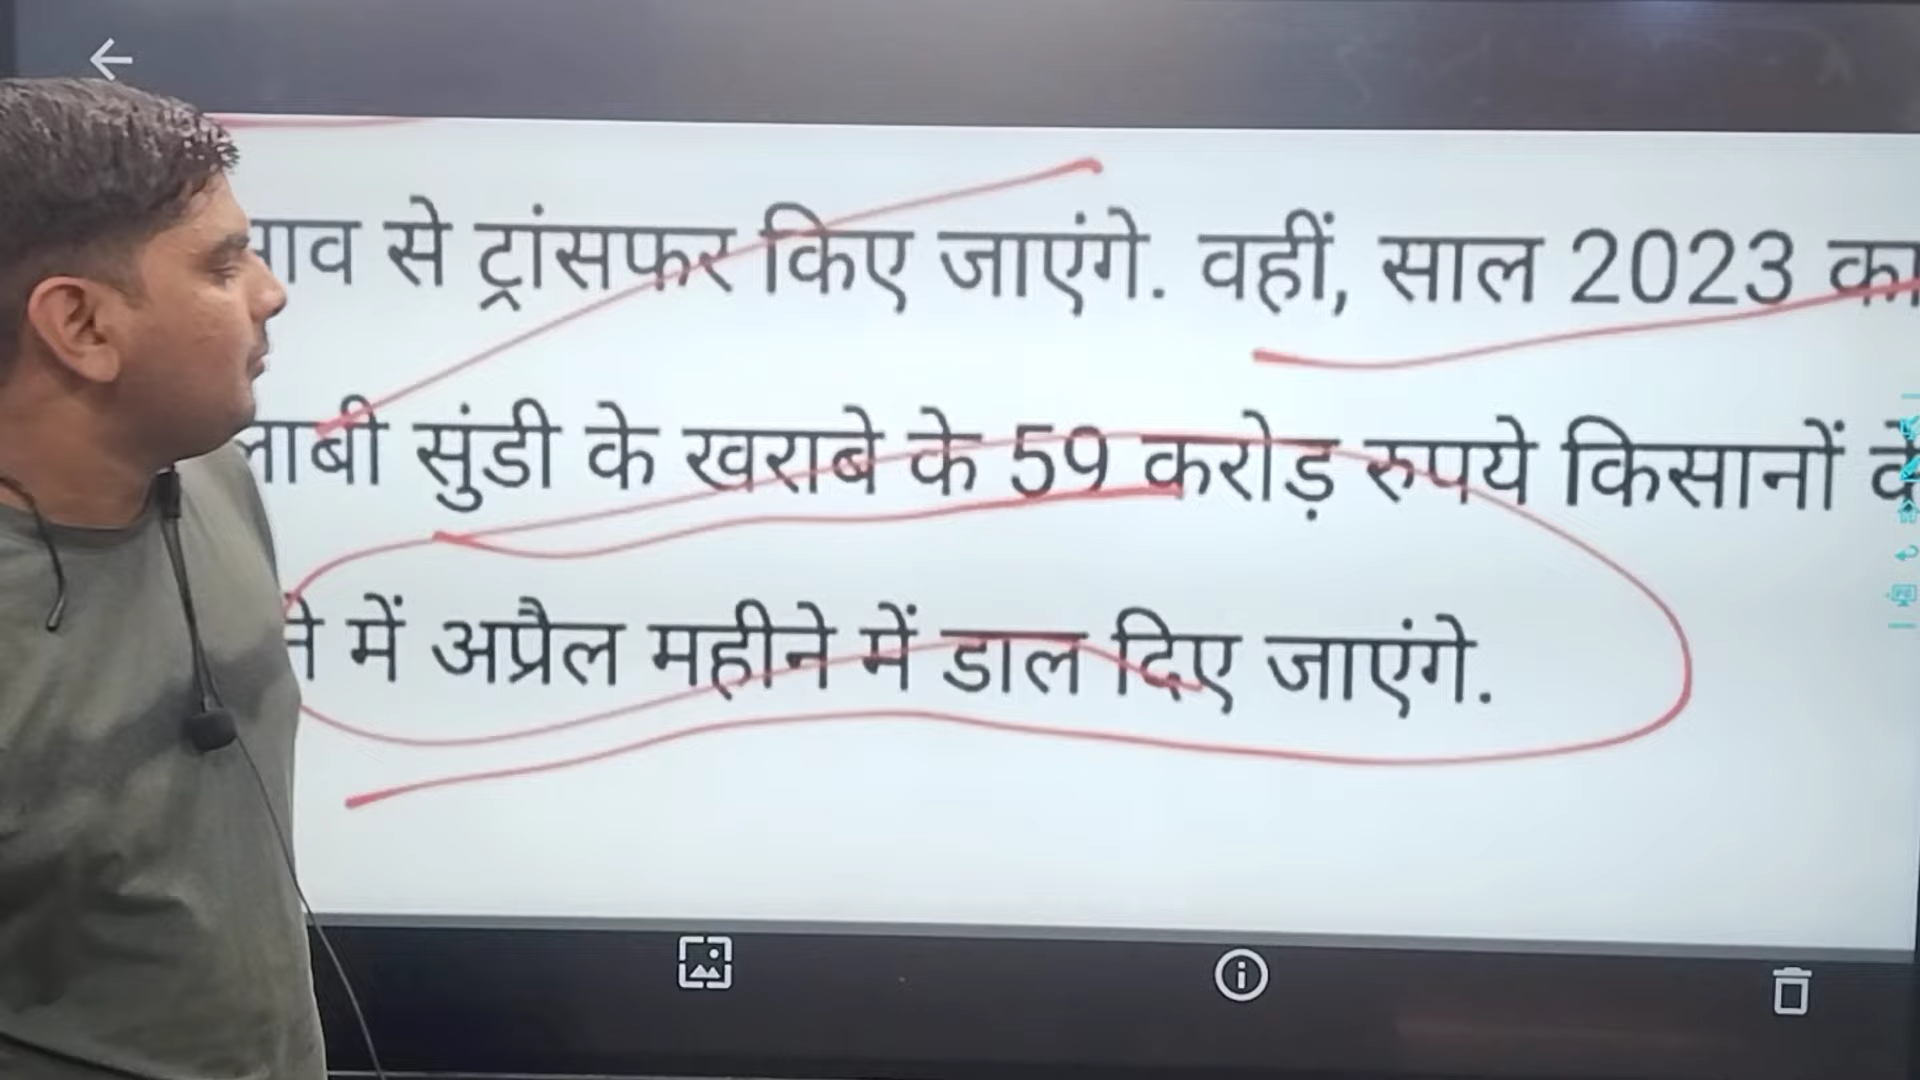 से ट्रांसफर किए जाएंगे. वहीं, साल 2023 का
सुंडी के खराबे के 59 करोड़ रुपये किसानों के
में अप्रैल महीने में डाल दिए जाएंगे.